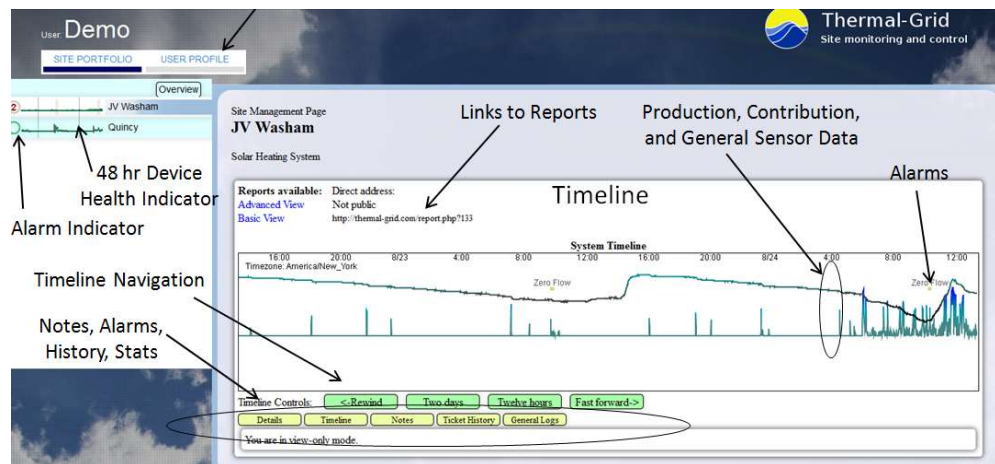 User: Demo
SITE PORTFOLIO USER PROFILE
Thermal-Grid
Site monitoring and control
Overview
2 JV Washam
Quincy
48 hr Device
Health Indicator
Alarm Indicator
Timeline Navigation
Notes, Alarms,
History, Stats
Site Management Page
JV Washam
Solar Heating System
Links to Reports
Production, Contribution,
and General Sensor Data
Alarms
Reports available: Direct address:
Advanced View Not public
Basic View http://thermal-grid.com/report.php?133
Timeline
System Timeline
16:00 20:00 8/23 4:00 8:00 12:00 16:00 20:00 8/24 4:00 8:00 12:00
Timezone: America/New_York
Zero Flow
Zero Flow
Timeline Controls: <-Rewind Two days Twelve hours Fast forward->
Details Timeline Notes Ticket History General Logs
You are in view-only mode.